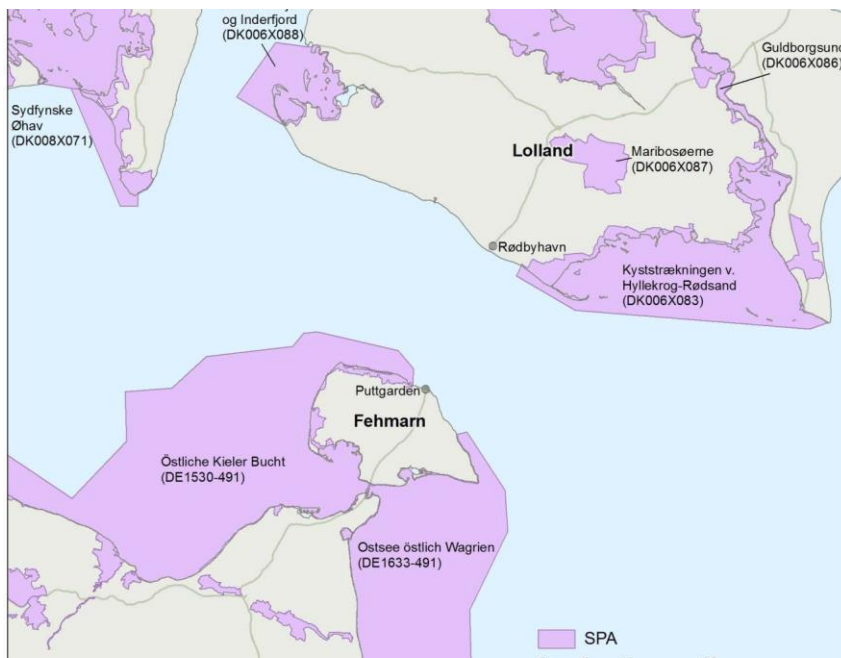 og Inderfjord
(DK006X088)
Guldborgsund
(DK006X086)
Sydfynske
Øhav
(DK008X071)
Lolland
Maribosøerne
(DK006X087)
Rødbyhavn
Kyststrækningen v.
Hyllekrog-Rødsand
(DK006X083)
Puttgarden
Fehmarn
Östliche Kieler Bucht
(DE1530-491)
Ostsee östlich Wagrien
(DE1633-491)
SPA